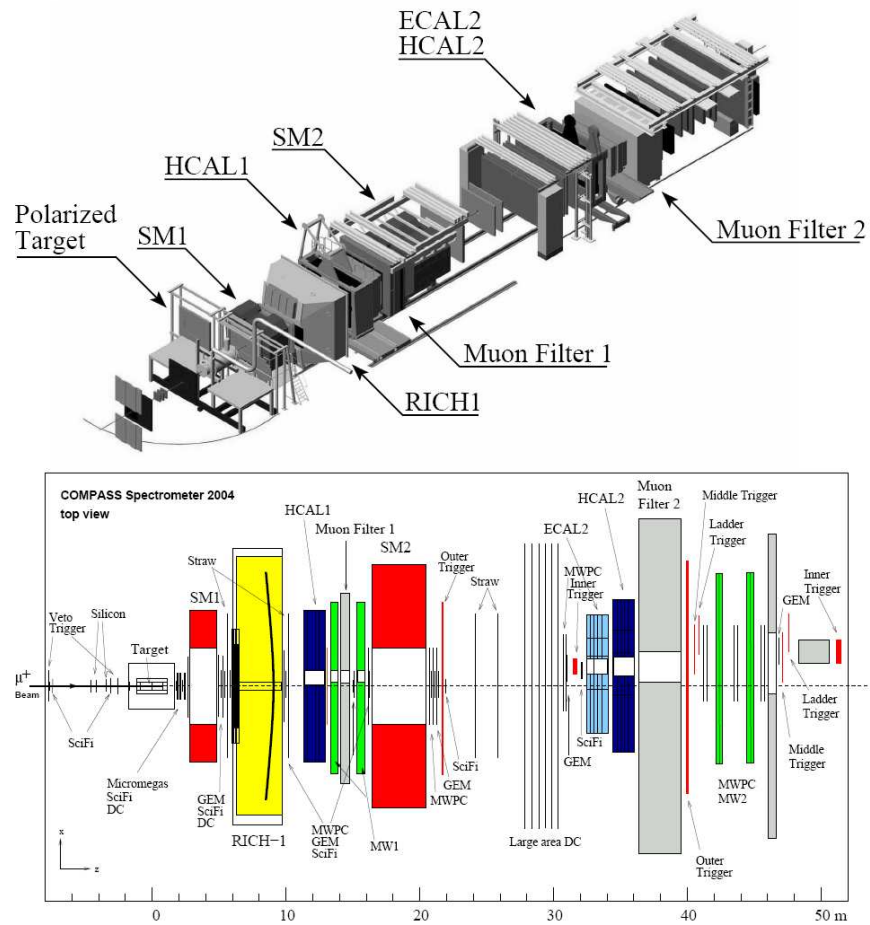 ECAL2
HCAL2
SM2
HCAL1
Polarized
Target
SM1
Muon Filter 2
Muon Filter 1
RICH1
COMPASS Spectrometer 2004
top view
Muon
Filter 2
HCAL2
Middle Trigger
HCAL1
Muon Filter 1
ECAL2
Ladder
Trigger
SM2
Outer
Trigger
MWPC
Inner
Trigger
Inner
Trigger
GEM
Straw
Straw
SM1
Veto
Trigger
Silicon
Target
μ+
Beam
SciFi
SciFi
SciFi
GEM
Ladder
Trigger
GEM
MWPC
Middle
Trigger
Micromegas
SciFi
DC
GEM
SciFi
DC
MWPC
GEM
SciFi
MW1
MWPC
MW2
RICH-1
Large area DC
Outer
Trigger
x
z
0 10 20 30 40 50 m